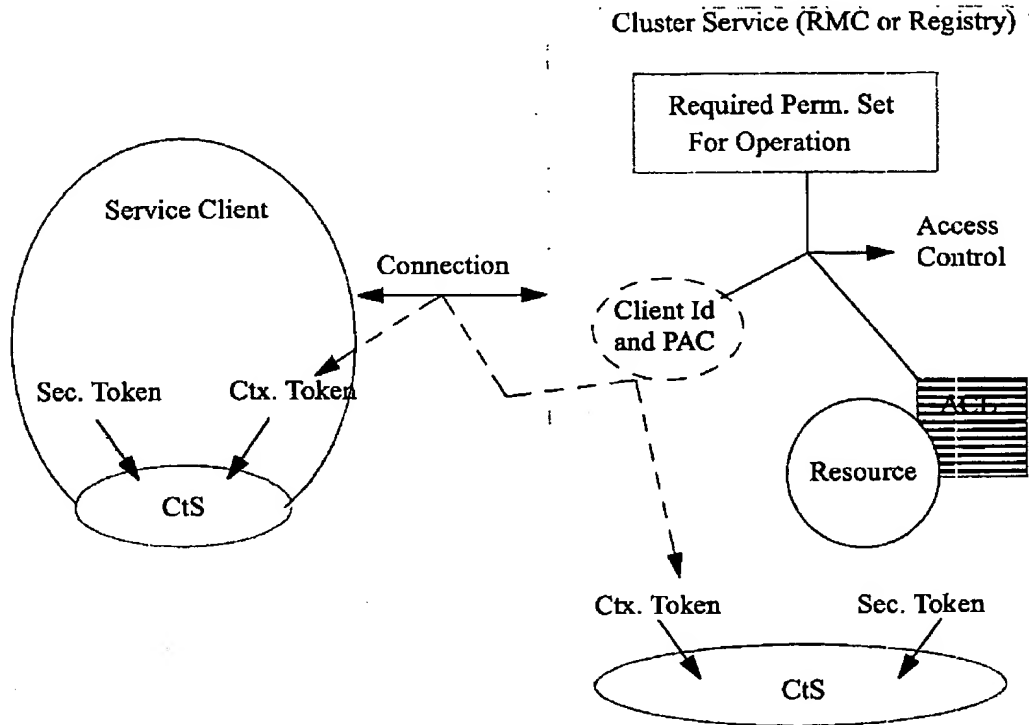 Cluster Service (RMC or Registry)
Required Perm. Set
For Operation
Service Client
Access
Control
Connection
Client Id
and PAC
Sec. Token
Ctx. Token
ACL
Resource
CtS
Ctx. Token
Sec. Token
CtS